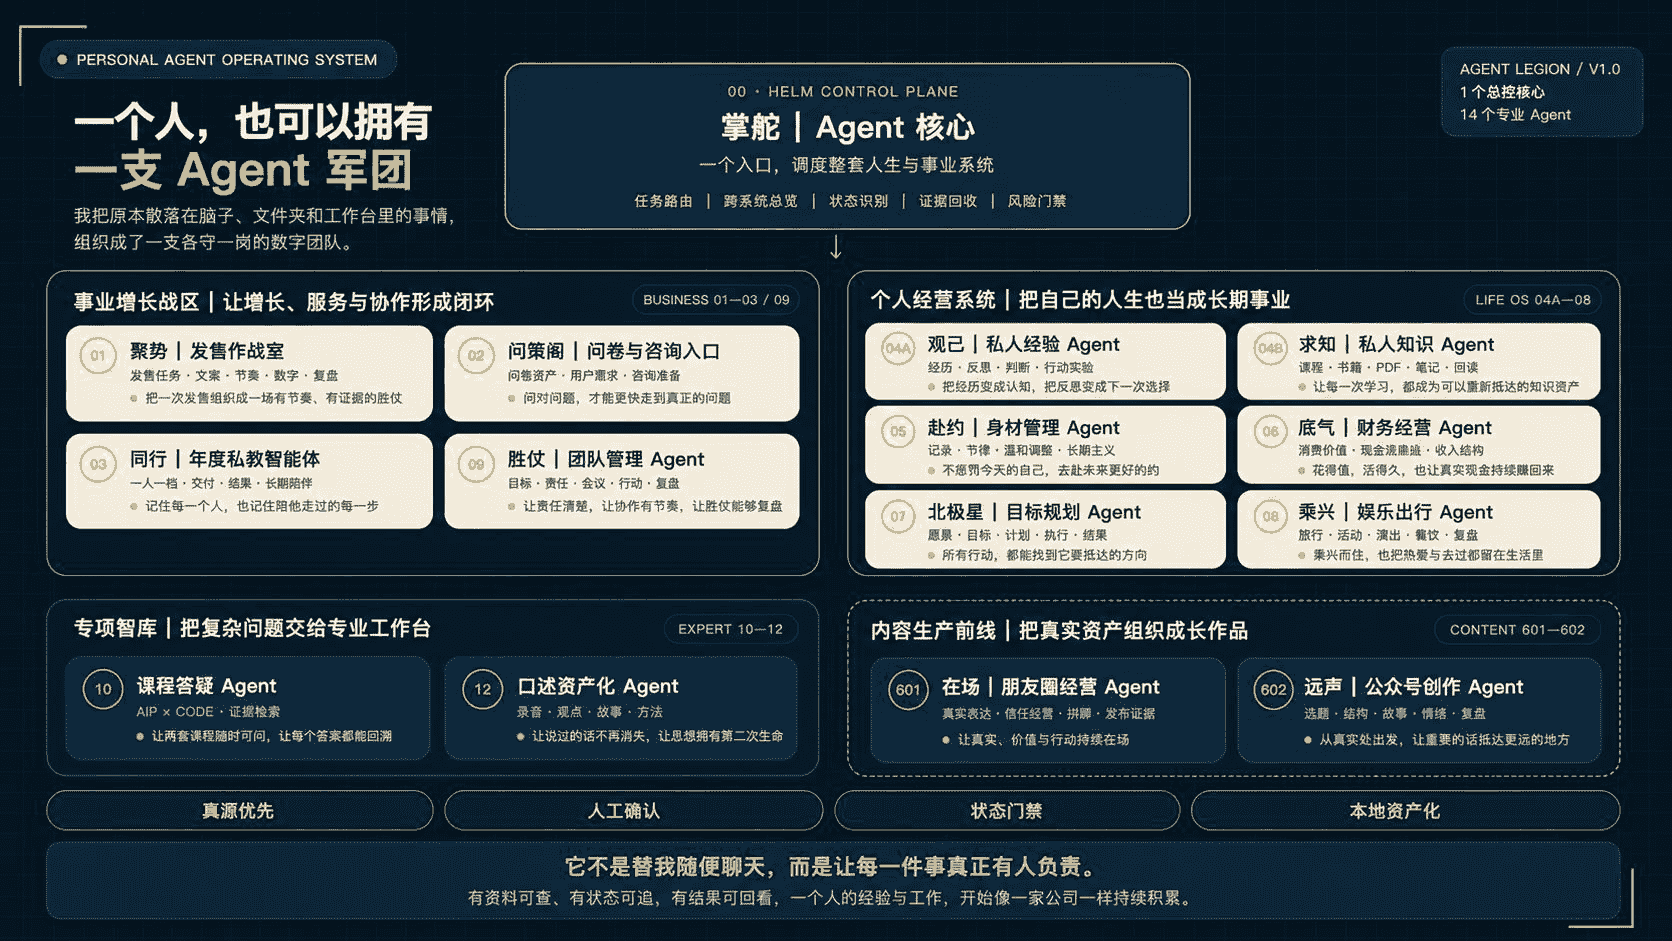 PERSONAL AGENT OPERATING SYSTEM
一个人，也可以拥有
一支 Agent 军团
我把原本散落在脑子、文件夹和工作台里的事情，
组织成了一支各守一岗的数字团队。
00 · HELM CONTROL PLANE
掌舵 | Agent 核心
一个入口，调度整套人生与事业系统
任务路由 | 跨系统总览 | 状态识别 | 证据回收 | 风险门禁
AGENT LEGION / V1.0
1 个总控核心
14 个专业 Agent
事业增长战区 | 让增长、服务与协作形成闭环
BUSINESS 01—03 / 09
01
聚势 | 发售作战室
发售任务 · 文案 · 节奏 · 数字 · 复盘
把一次发售组织成一场有节奏、有证据的胜仗
02
问策阁 | 问卷与咨询入口
问卷资产 · 用户需求 · 咨询准备
问对问题，才能更快走到真正的问题
03
同行 | 年度私教智能体
一人一档 · 交付 · 结果 · 长期陪伴
记住每一个人，也记住陪他走过的每一步
09
胜仗 | 团队管理 Agent
目标 · 责任 · 会议 · 行动 · 复盘
让责任清楚，让协作有节奏，让胜仗能够复盘
个人经营系统 | 把自己的人生也当成长期事业
LIFE OS 04A—08
04A
观己 | 私人经验 Agent
经历 · 反思 · 判断 · 行动实验
把经历变成认知，把反思变成下一次选择
04B
求知 | 私人知识 Agent
课程 · 书籍 · PDF · 笔记 · 回读
让每一次学习，都成为可以重新抵达的知识资产
05
赴约 | 身材管理 Agent
记录 · 节律 · 温和调整 · 长期主义
不惩罚今天的自己，去赴未来更好的约
06
底气 | 财务经营 Agent
消费价值 · 现金流 · 收入结构
花得值，活得久，也让真实现金持续赚回来
07
北极星 | 目标规划 Agent
愿景 · 目标 · 计划 · 执行 · 结果
所有行动，都能找到它要抵达的方向
08
乘兴 | 娱乐出行 Agent
旅行 · 活动 · 演出 · 餐饮 · 复盘
乘兴而往，也把热爱与去过都留在生活里
专项智库 | 把复杂问题交给专业工作台
EXPERT 10—12
10
课程答疑 Agent
AIP × CODE · 证据检索
让两套课程随时可问，让每个答案都能回溯
12
口述资产化 Agent
录音 · 观点 · 故事 · 方法
让说过的话不再消失，让思想拥有第二次生命
内容生产前线 | 把真实资产组织成长作品
CONTENT 601—602
601
在场 | 朋友圈经营 Agent
真实表达 · 信任经营 · 发布证据
让真实、价值与行动持续在场
602
远声 | 公众号创作 Agent
选题 · 结构 · 故事 · 情绪 · 复盘
从真实处出发，让重要的话抵达更远的地方
真源优先
人工确认
状态门禁
本地资产化
它不是替我随便聊天，而是让每一件事真正有人负责。
有资料可查、有状态可追，有结果可回看，一个人的经验与工作，开始像一家公司一样持续积累。